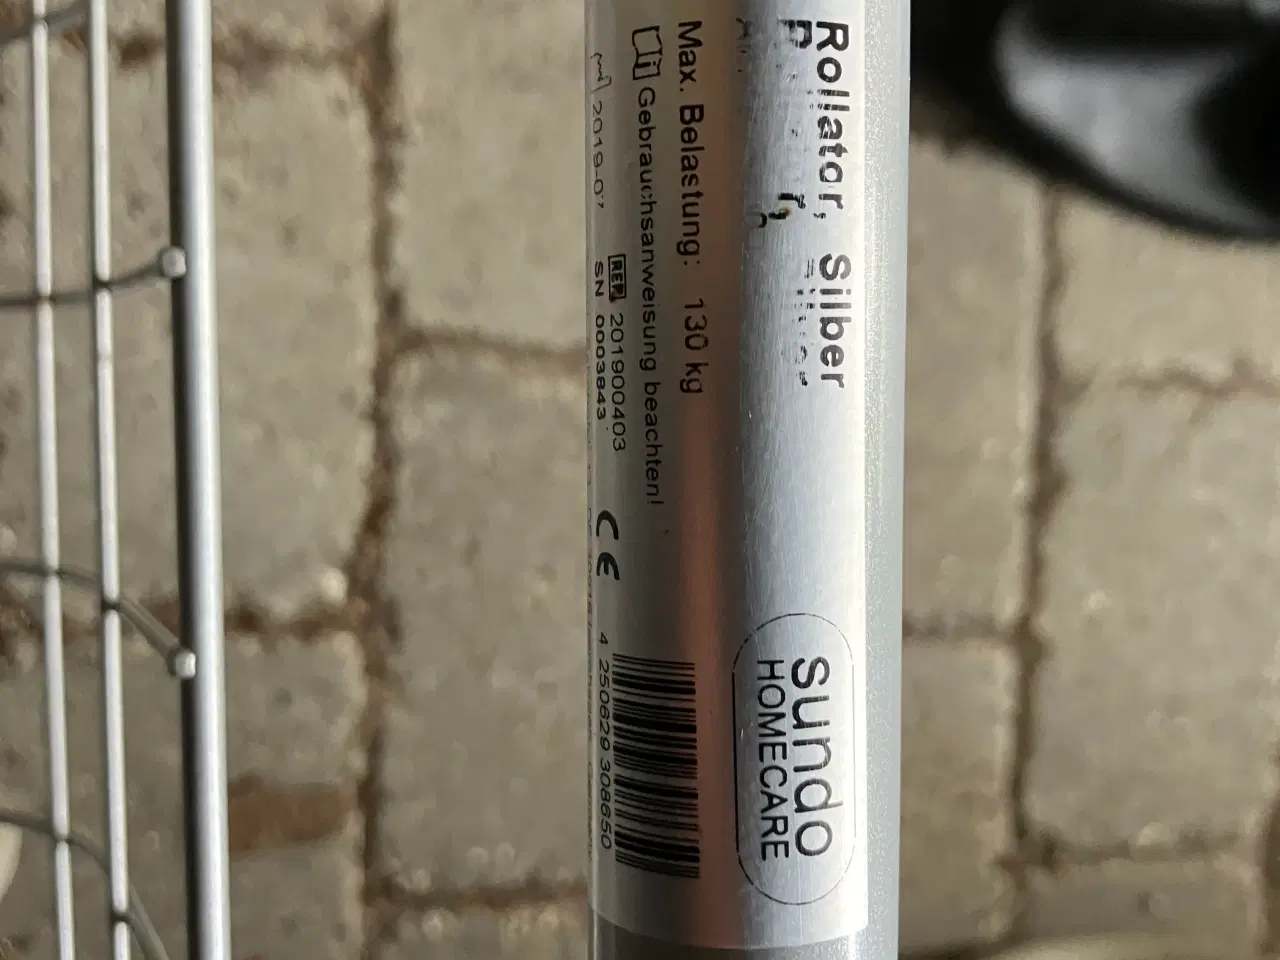 Rollator, Silber
Max. Belastung: 130 kg
Gebrauchsanweisung beachten!
REF 201900403
2019-07
SN 0003843
CE
4 250629 308650
sundo
HOMECARE